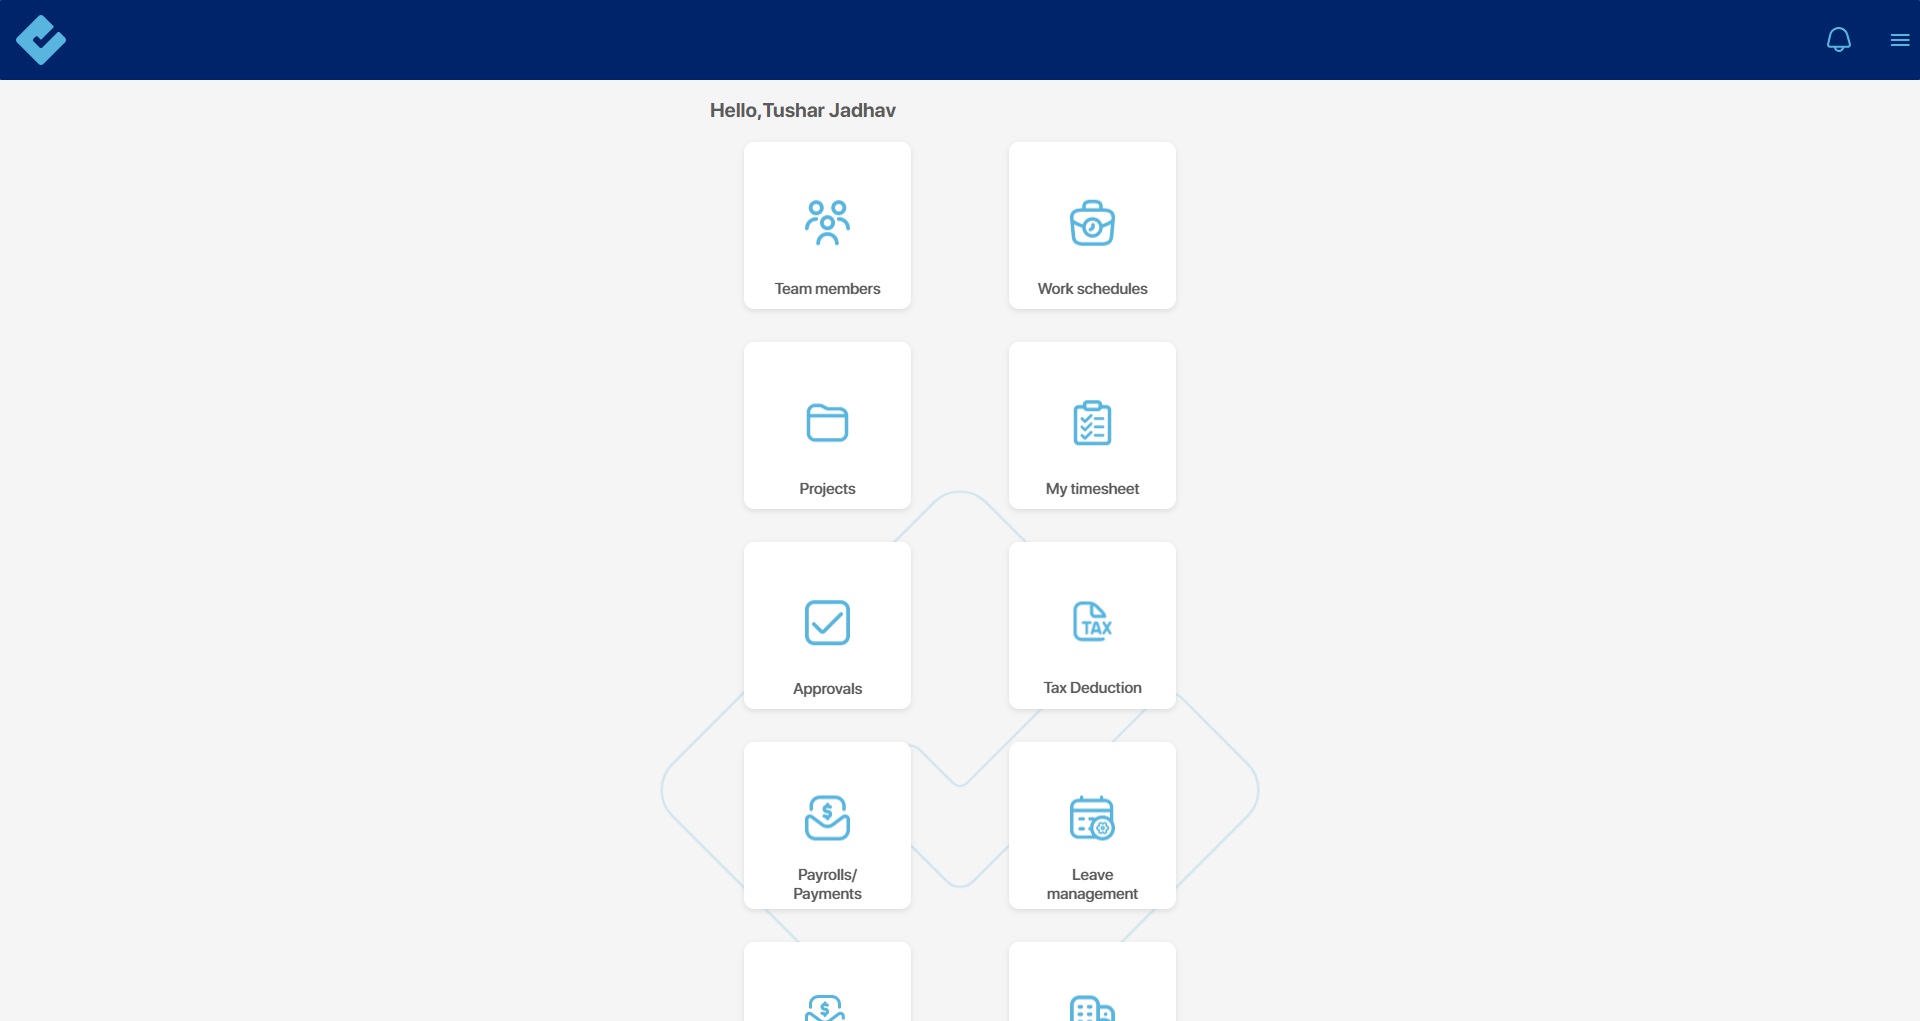 Hello,Tushar Jadhav
Team members
Work schedules
Projects
My timesheet
Approvals
TAX
Tax Deduction
$
Payrolls/
Payments
Leave
management
$